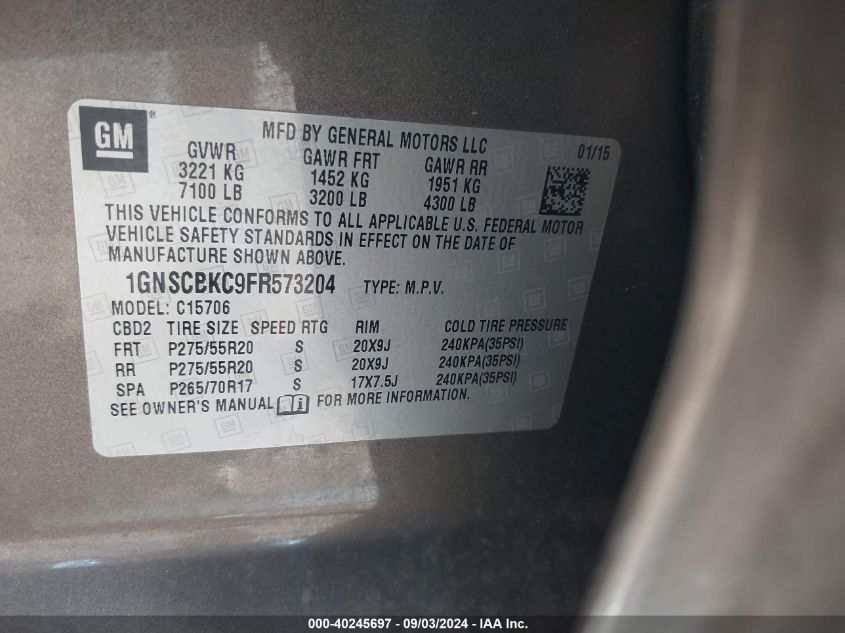 GM®
MFD BY GENERAL MOTORS LLC
01/15
GVWR GAWR FRT GAWR RR
3221 KG 1452 KG 1951 KG
7100 LB 3200 LB 4300 LB
THIS VEHICLE CONFORMS TO ALL APPLICABLE U.S. FEDERAL MOTOR
VEHICLE SAFETY STANDARDS IN EFFECT ON THE DATE OF
MANUFACTURE SHOWN ABOVE.
1GNSCBKC9FR573204 TYPE: M.P.V.
MODEL: C15706
CBD2 TIRE SIZE SPEED RTG RIM COLD TIRE PRESSURE
FRT P275/55R20 S 20X9J 240KPA(35PSI)
RR P275/55R20 S 20X9J 240KPA(35PSI)
SPA P265/70R17 S 17X7.5J 240KPA(35PSI)
SEE OWNER'S MANUAL FOR MORE INFORMATION.
000-40245697 - 09/03/2024 - IAA Inc.